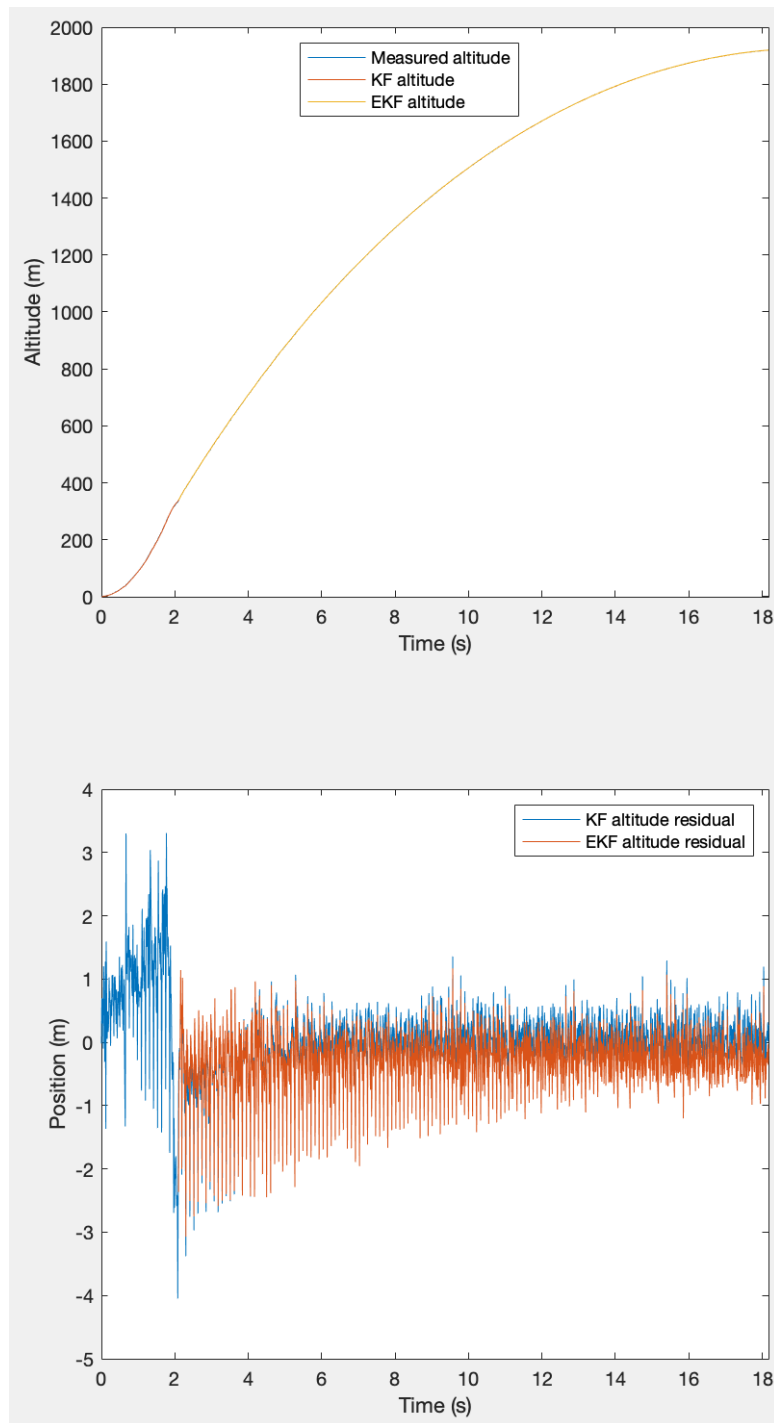 2000
1800
1600
1400
1200
1000
800
600
400
200
0
Altitude (m)
Measured altitude
KF altitude
EKF altitude
0 2 4 6 8 10 12 14 16 18
Time (s)
4
3
2
1
0
-1
-2
-3
-4
-5
Position (m)
KF altitude residual
EKF altitude residual
0 2 4 6 8 10 12 14 16 18
Time (s)